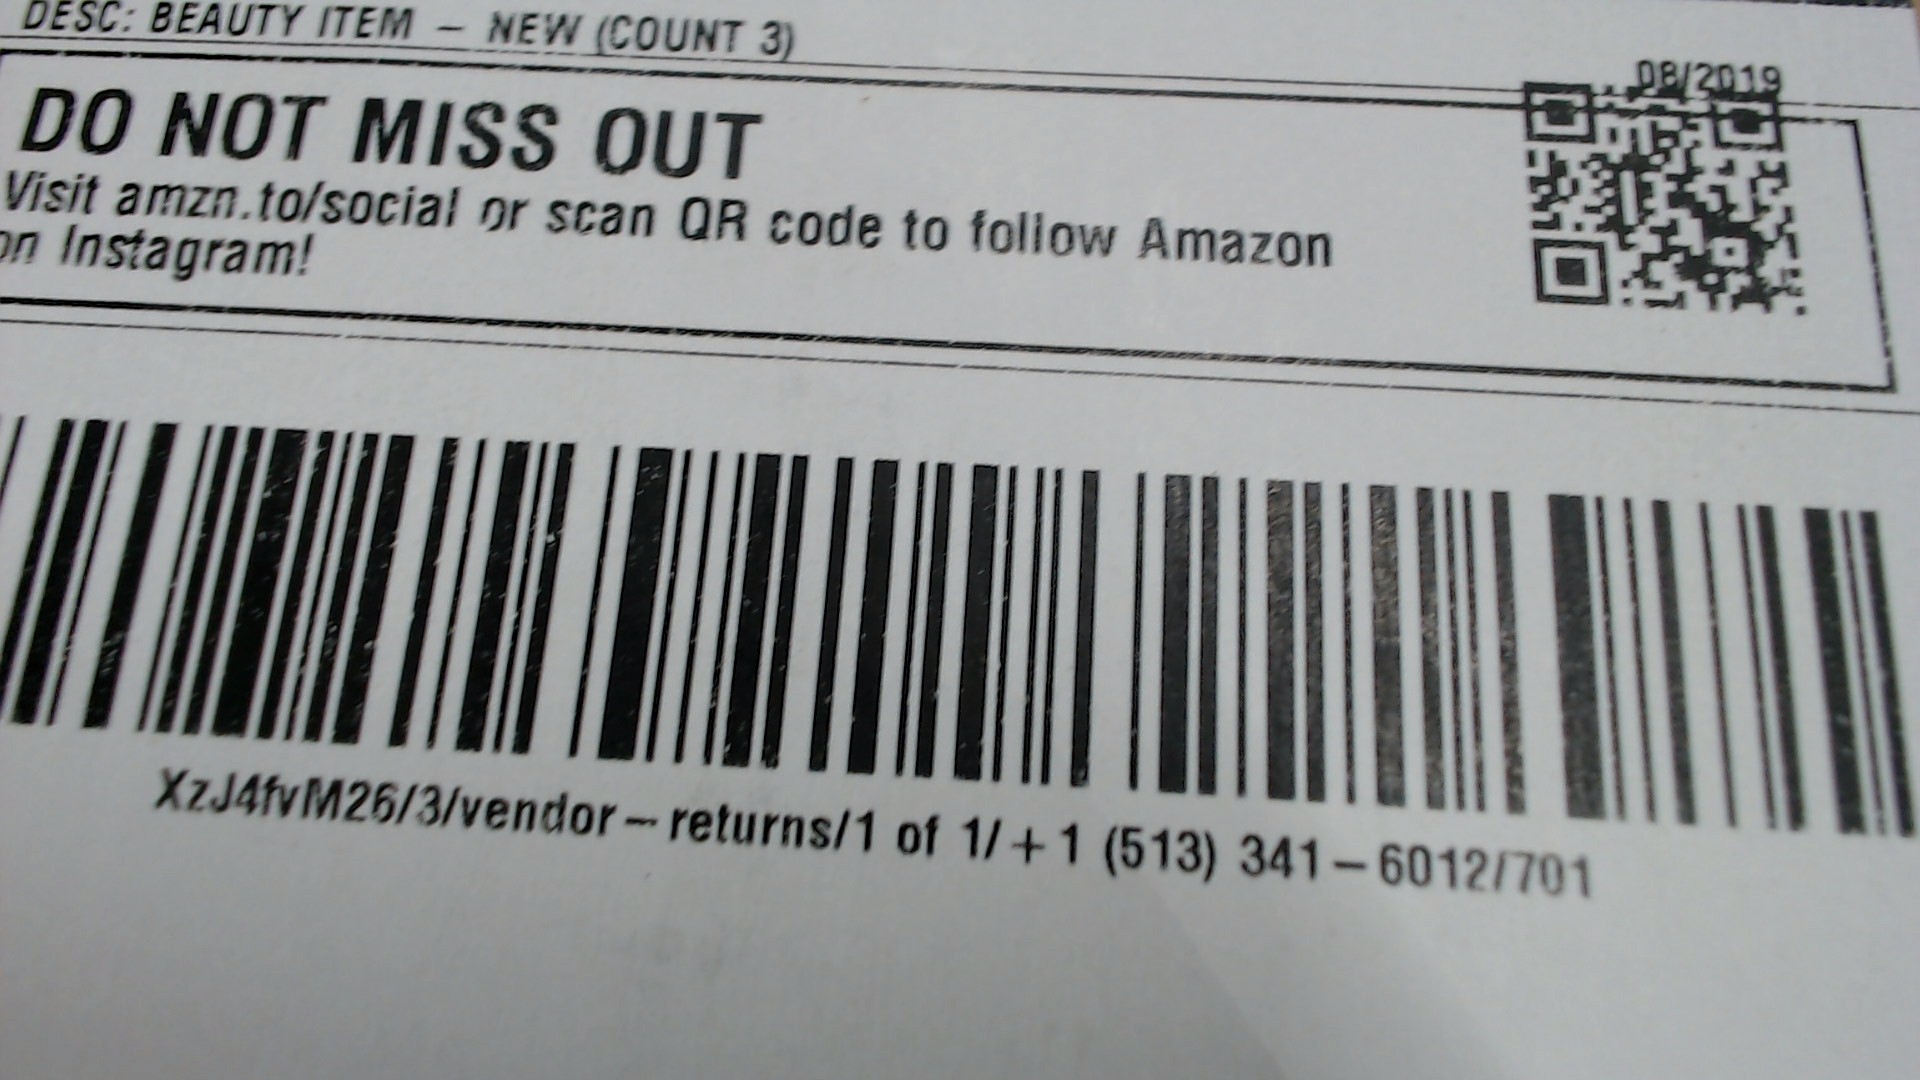 DESC: BEAUTY ITEM - NEW (COUNT 3)
08/2019
DO NOT MISS OUT
Visit amzn.to/social or scan QR code to follow Amazon
on Instagram!
XzJ4fvM26/3/vendor-returns/1 of 1/+1 (513) 341-6012/701